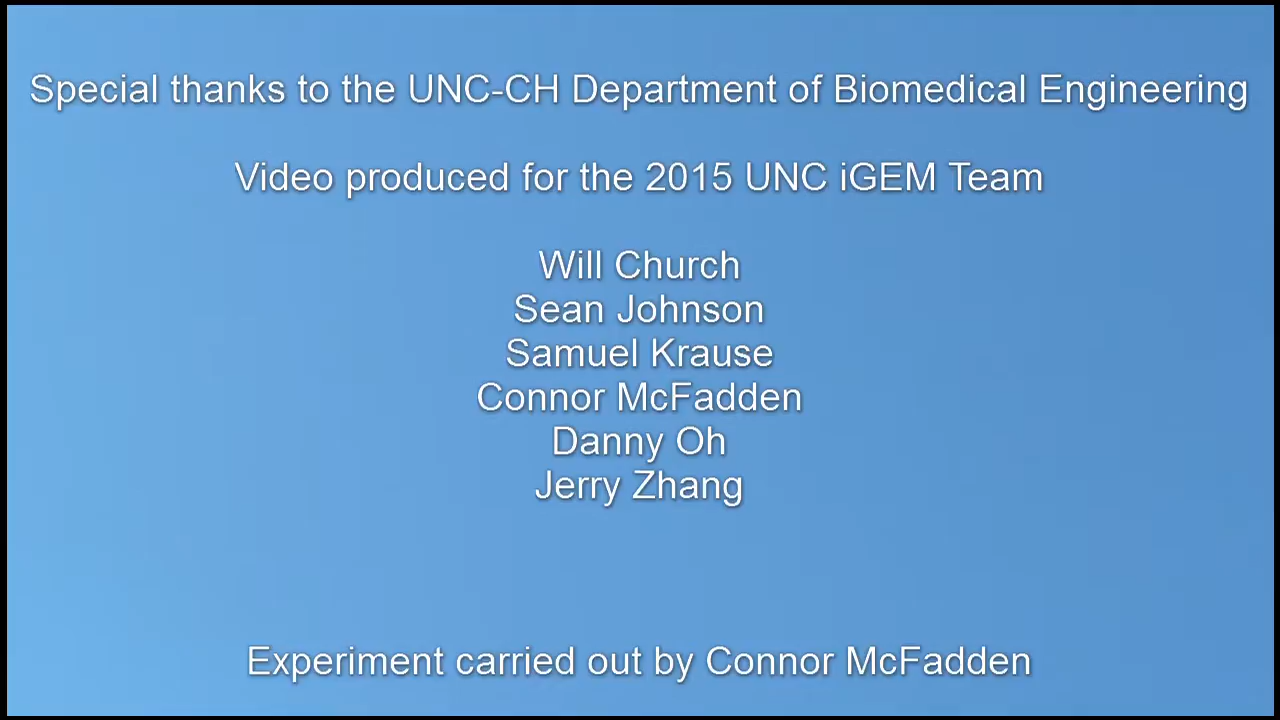 Special thanks to the UNC-CH Department of Biomedical Engineering
Video produced for the 2015 UNC iGEM Team
Will Church
Sean Johnson
Samuel Krause
Connor McFadden
Danny Oh
Jerry Zhang
Experiment carried out by Connor McFadden